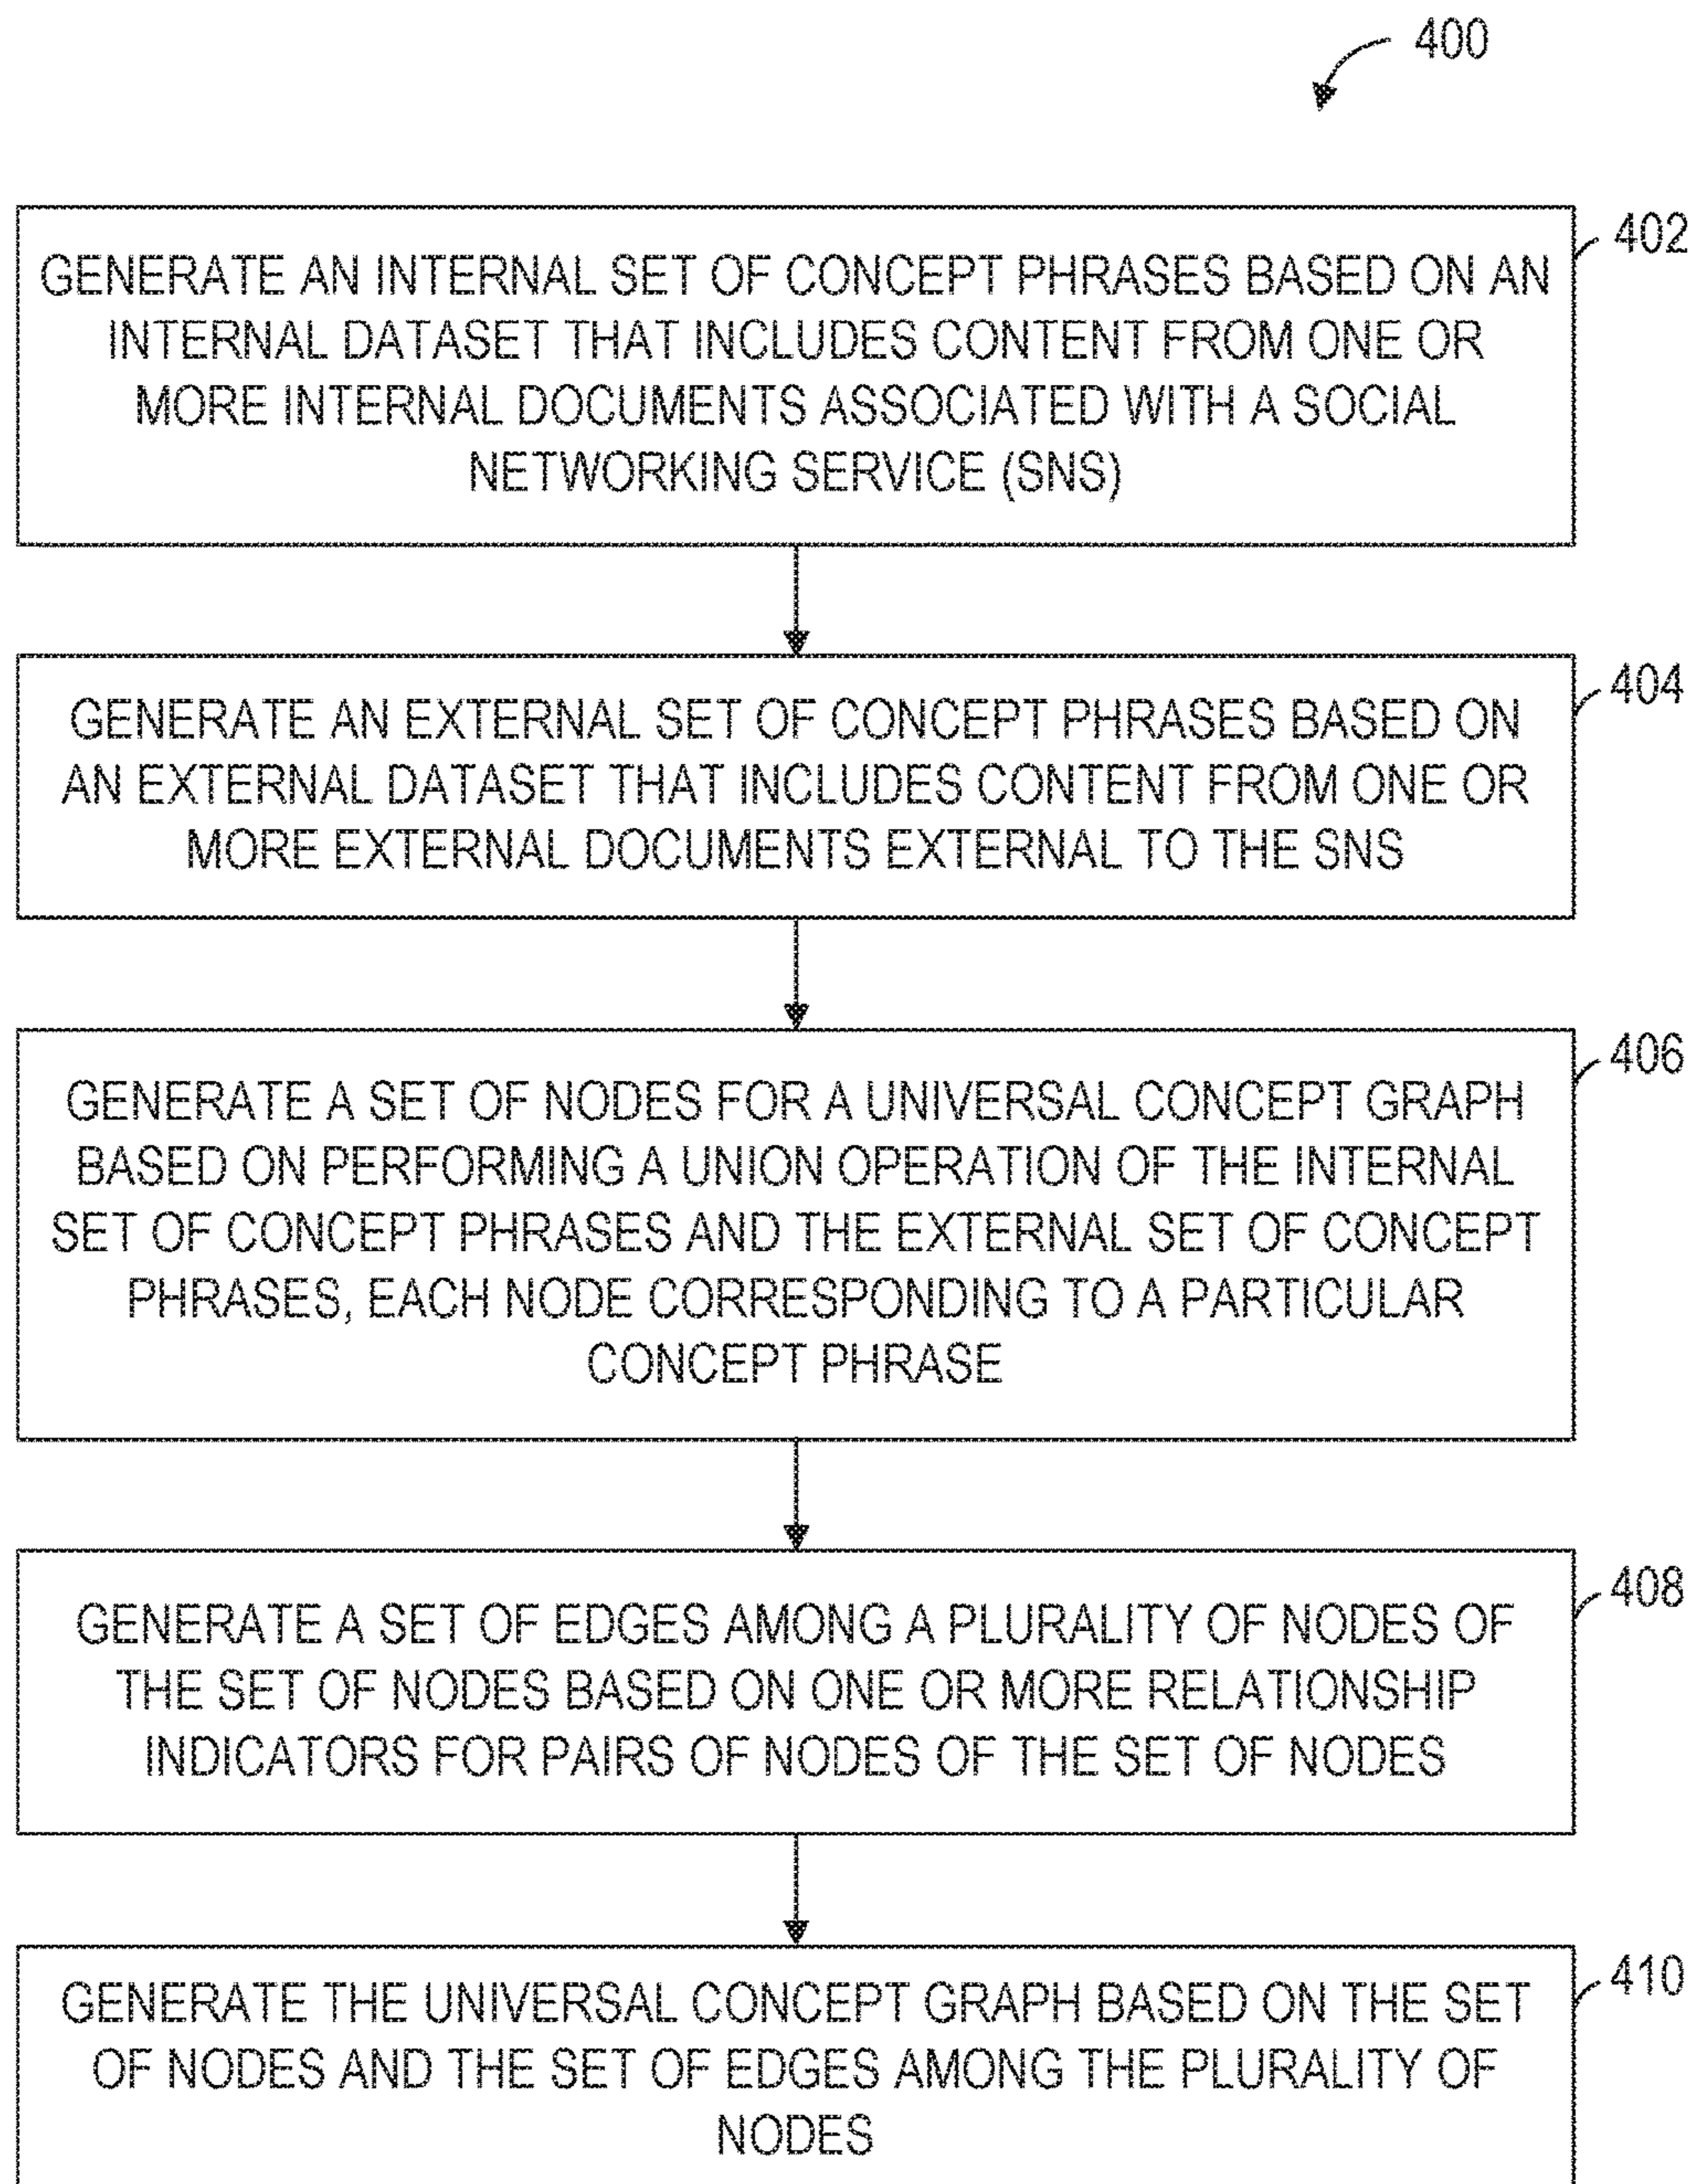 400
402
GENERATE AN INTERNAL SET OF CONCEPT PHRASES BASED ON AN
INTERNAL DATASET THAT INCLUDES CONTENT FROM ONE OR
MORE INTERNAL DOCUMENTS ASSOCIATED WITH A SOCIAL
NETWORKING SERVICE (SNS)
404
GENERATE AN EXTERNAL SET OF CONCEPT PHRASES BASED ON
AN EXTERNAL DATASET THAT INCLUDES CONTENT FROM ONE OR
MORE EXTERNAL DOCUMENTS EXTERNAL TO THE SNS
406
GENERATE A SET OF NODES FOR A UNIVERSAL CONCEPT GRAPH
BASED ON PERFORMING A UNION OPERATION OF THE INTERNAL
SET OF CONCEPT PHRASES AND THE EXTERNAL SET OF CONCEPT
PHRASES, EACH NODE CORRESPONDING TO A PARTICULAR
CONCEPT PHRASE
408
GENERATE A SET OF EDGES AMONG A PLURALITY OF NODES OF
THE SET OF NODES BASED ON ONE OR MORE RELATIONSHIP
INDICATORS FOR PAIRS OF NODES OF THE SET OF NODES
410
GENERATE THE UNIVERSAL CONCEPT GRAPH BASED ON THE SET
OF NODES AND THE SET OF EDGES AMONG THE PLURALITY OF
NODES